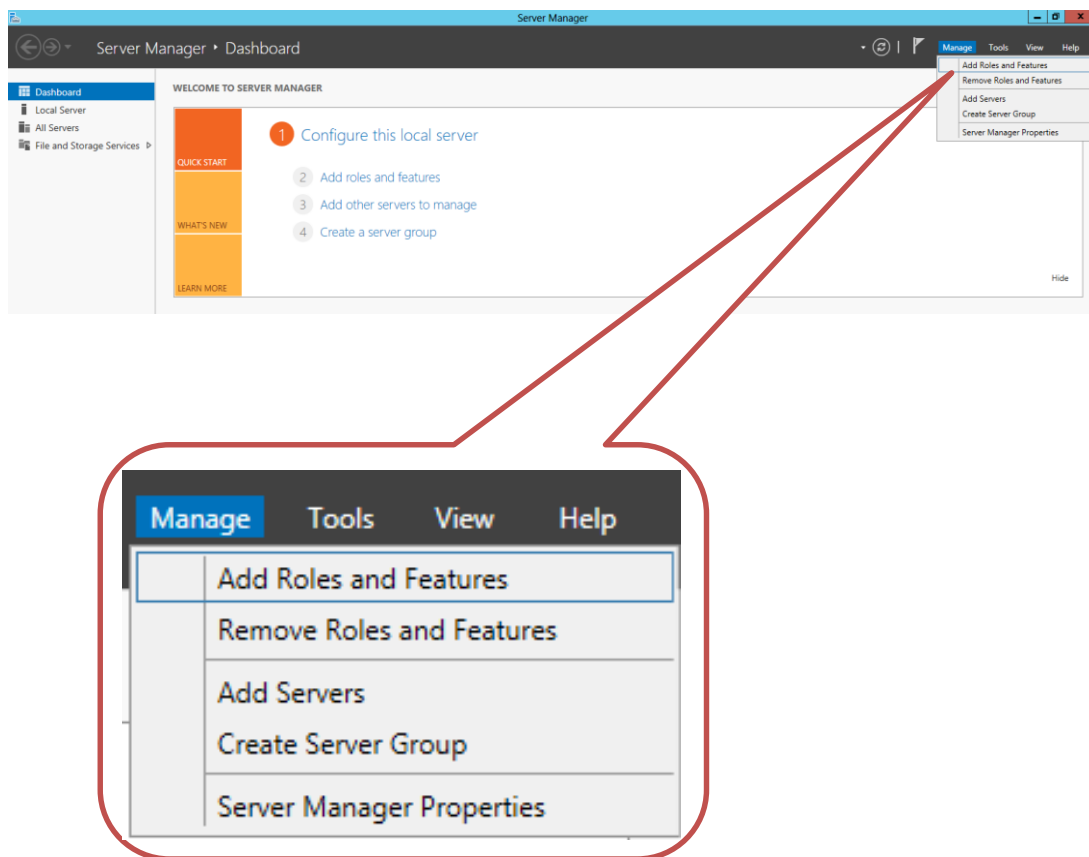 Server Manager
Server Manager • Dashboard
Manage Tools View Help
Add Roles and Features
Remove Roles and Features
Add Servers
Create Server Group
Server Manager Properties
Dashboard
Local Server
All Servers
File and Storage Services
WELCOME TO SERVER MANAGER
QUICK START
WHAT'S NEW
LEARN MORE
1 Configure this local server
2 Add roles and features
3 Add other servers to manage
4 Create a server group
Hide
Manage Tools View Help
Add Roles and Features
Remove Roles and Features
Add Servers
Create Server Group
Server Manager Properties